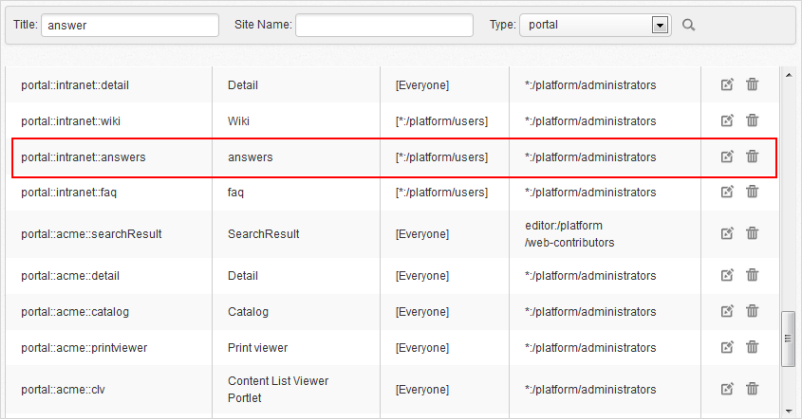 Title: answer Site Name: Type: portal
portal::intranet::detail Detail [Everyone] *:/platform/administrators
portal::intranet::wiki Wiki [*:/platform/users] *:/platform/administrators
portal::intranet::answers answers [*:/platform/users] *:/platform/administrators
portal::intranet::faq faq [*:/platform/users] *:/platform/administrators
portal::acme::searchResult SearchResult [Everyone] editor:/platform
/web-contributors
portal::acme::detail Detail [Everyone] *:/platform/administrators
portal::acme::catalog Catalog [Everyone] *:/platform/administrators
portal::acme::printviewer Print viewer [Everyone] *:/platform/administrators
portal::acme::clv Content List Viewer
Portlet [Everyone] *:/platform/administrators